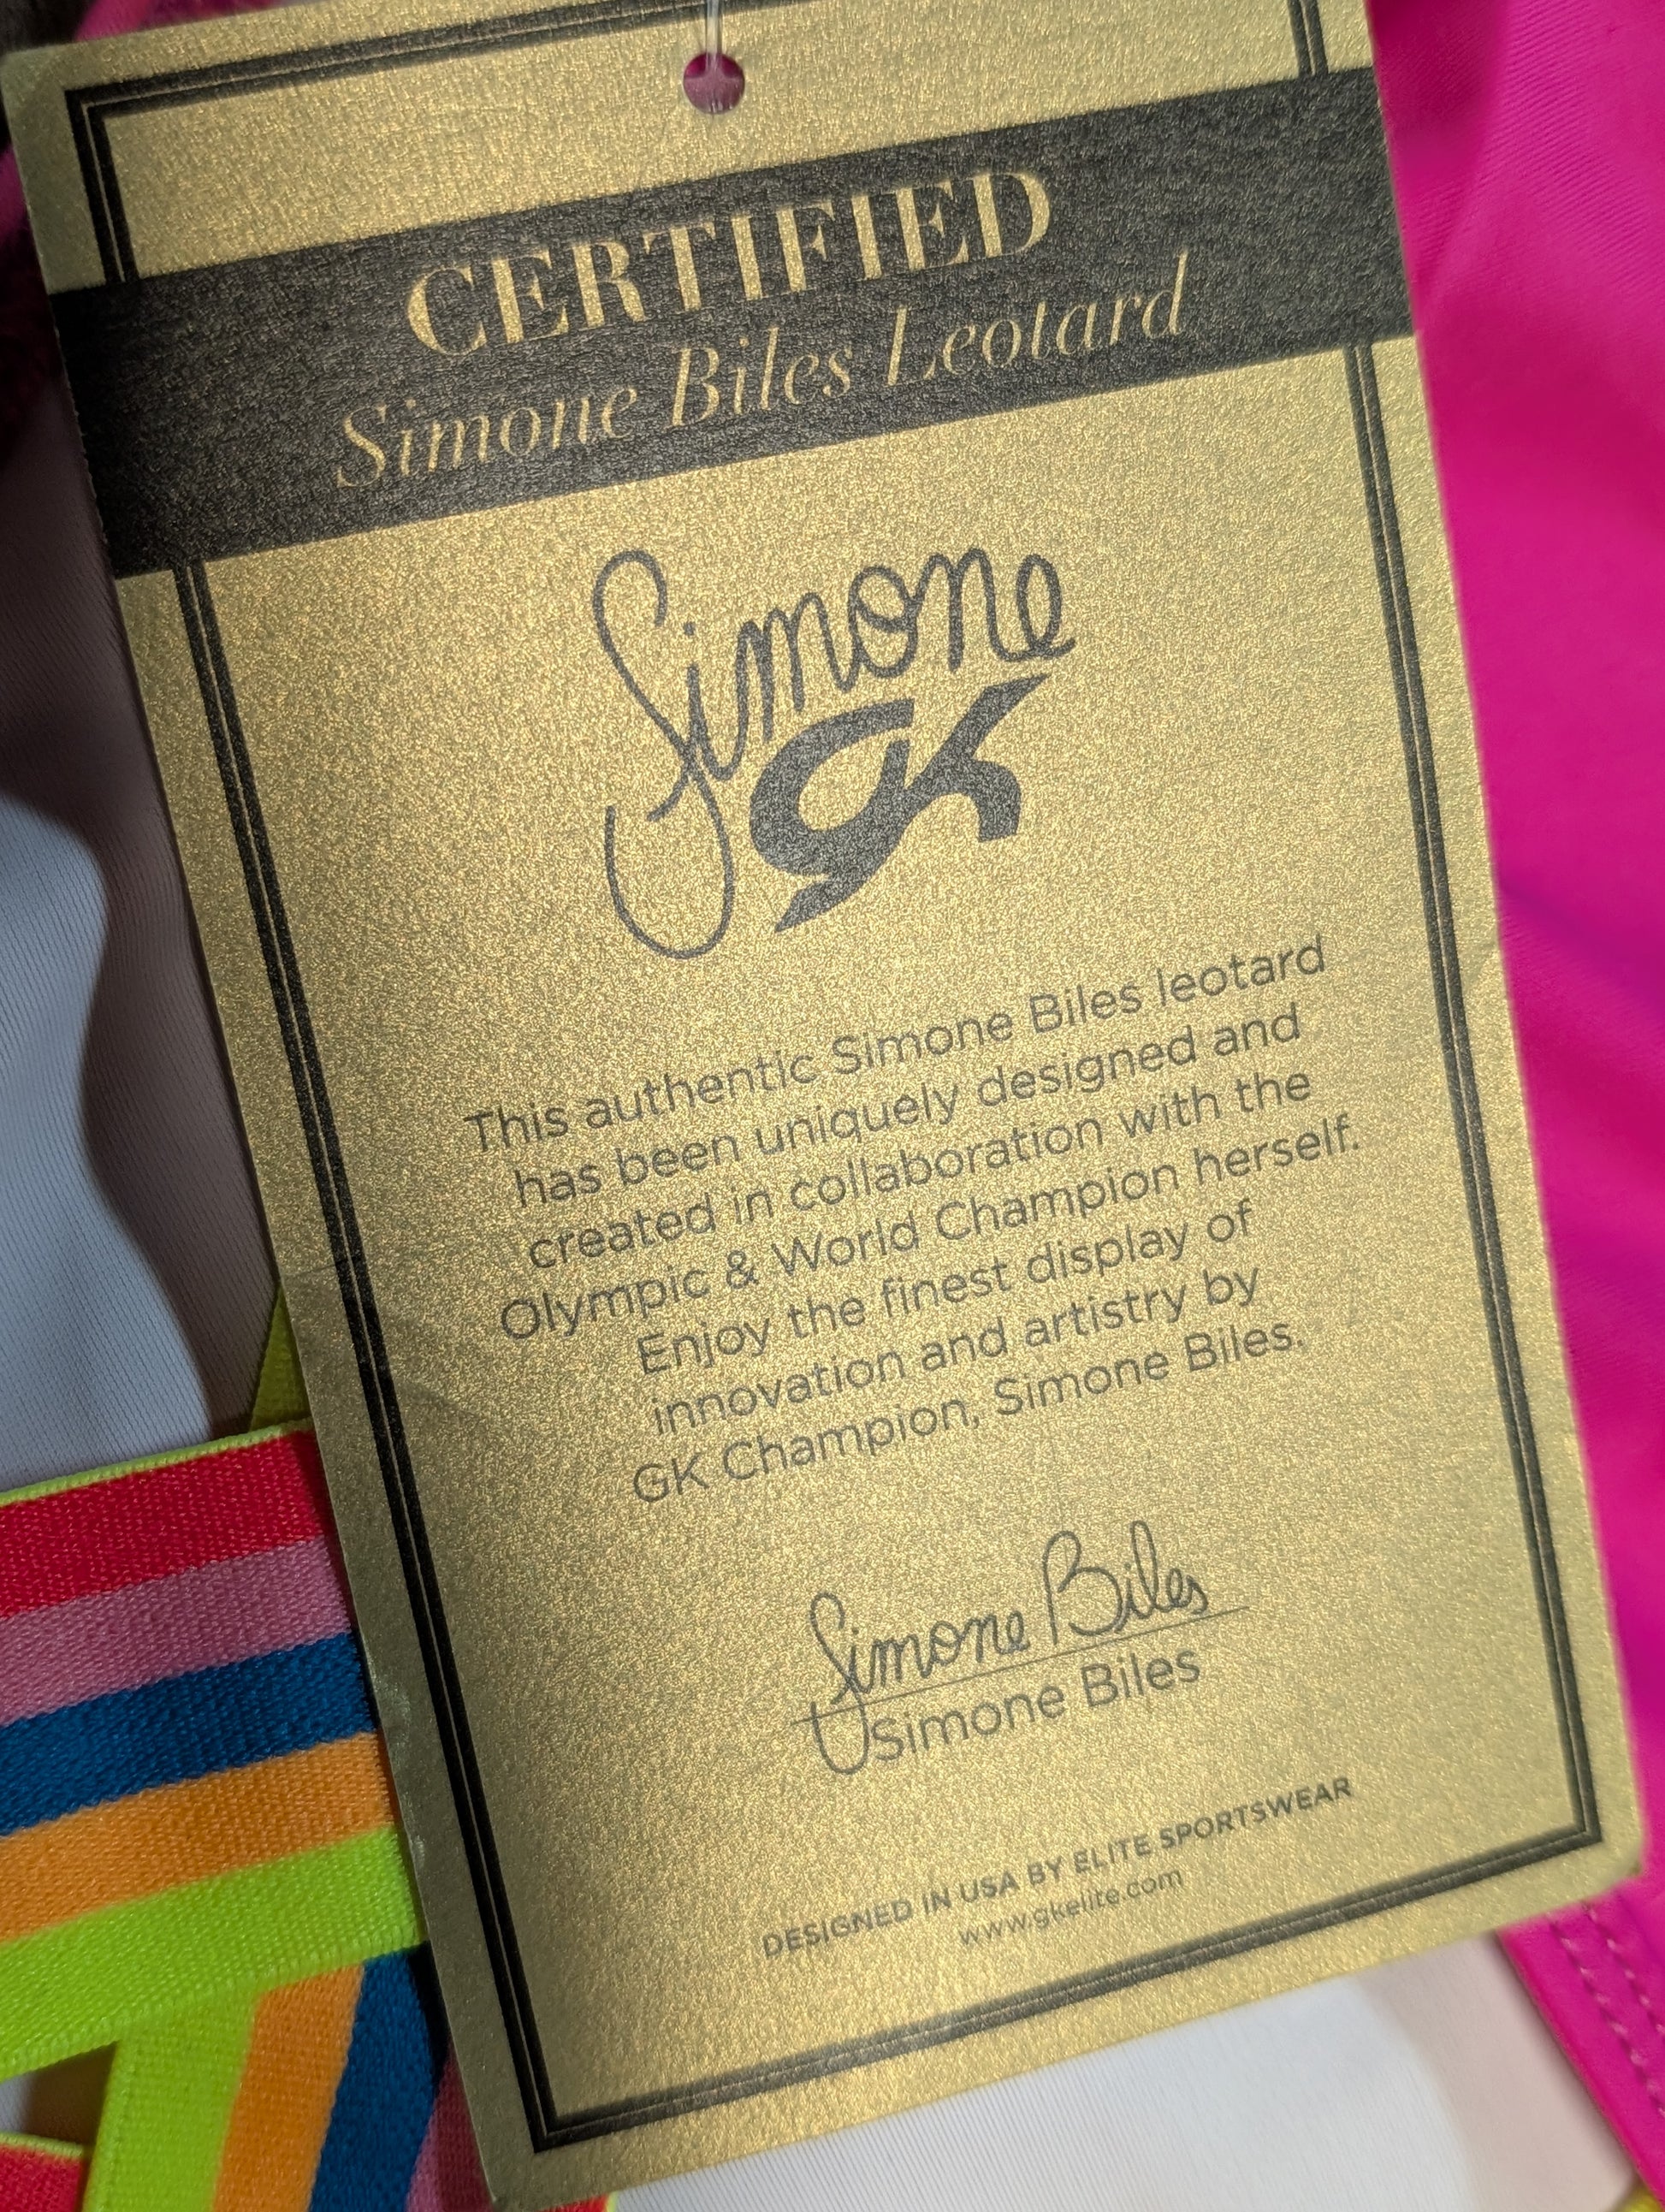 CERTIFIED
Simone Biles Leotard
Simone
GK
This authentic Simone Biles leotard
has been uniquely designed and
created in collaboration with the
Olympic & World Champion herself.
Enjoy the finest display of
innovation and artistry by
GK Champion, Simone Biles.
Simone Biles
Simone Biles
DESIGNED IN USA BY ELITE SPORTSWEAR
www.gkelite.com